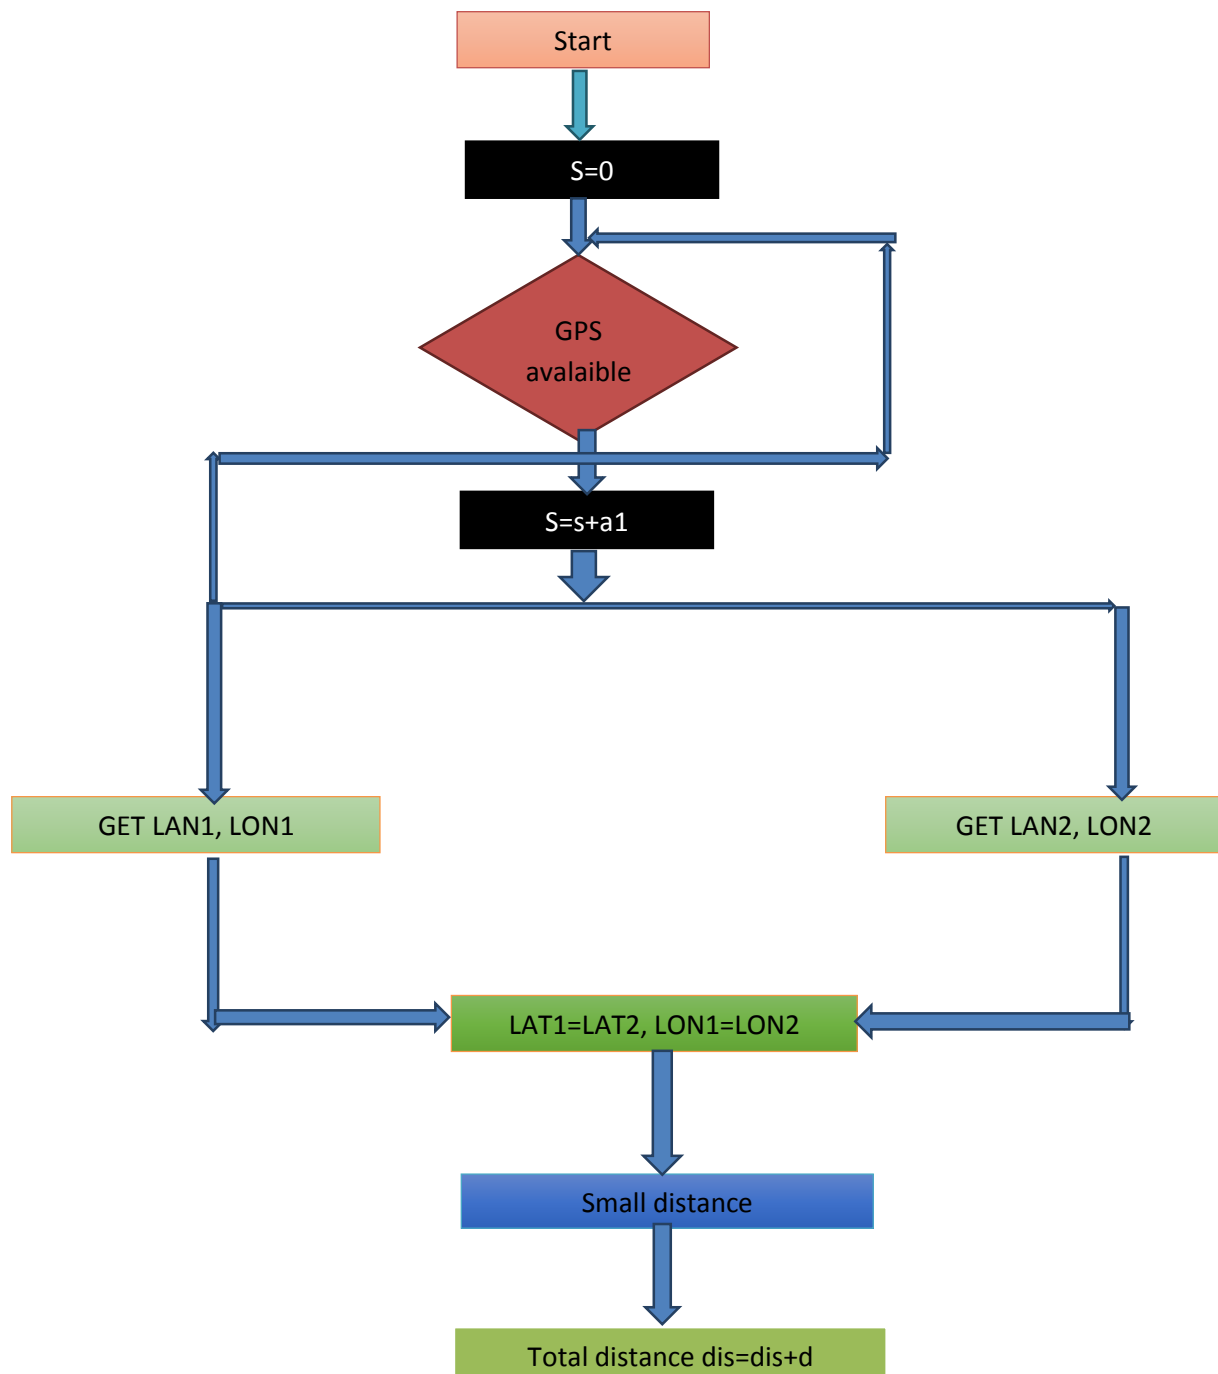 Start
S=0
GPS
avalaible
S=s+a1
GET LAN1, LON1
GET LAN2, LON2
LAT1=LAT2, LON1=LON2
Small distance
Total distance dis=dis+d